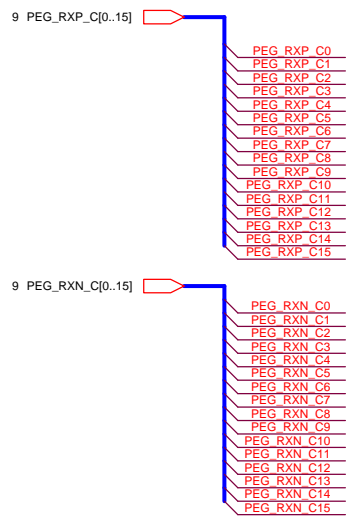 9 PEG_RXP_C[0..15]
PEG_RXP_C0
PEG_RXP_C1
PEG_RXP_C2
PEG_RXP_C3
PEG_RXP_C4
PEG_RXP_C5
PEG_RXP_C6
PEG_RXP_C7
PEG_RXP_C8
PEG_RXP_C9
PEG_RXP_C10
PEG_RXP_C11
PEG_RXP_C12
PEG_RXP_C13
PEG_RXP_C14
PEG_RXP_C15
9 PEG_RXN_C[0..15]
PEG_RXN_C0
PEG_RXN_C1
PEG_RXN_C2
PEG_RXN_C3
PEG_RXN_C4
PEG_RXN_C5
PEG_RXN_C6
PEG_RXN_C7
PEG_RXN_C8
PEG_RXN_C9
PEG_RXN_C10
PEG_RXN_C11
PEG_RXN_C12
PEG_RXN_C13
PEG_RXN_C14
PEG_RXN_C15